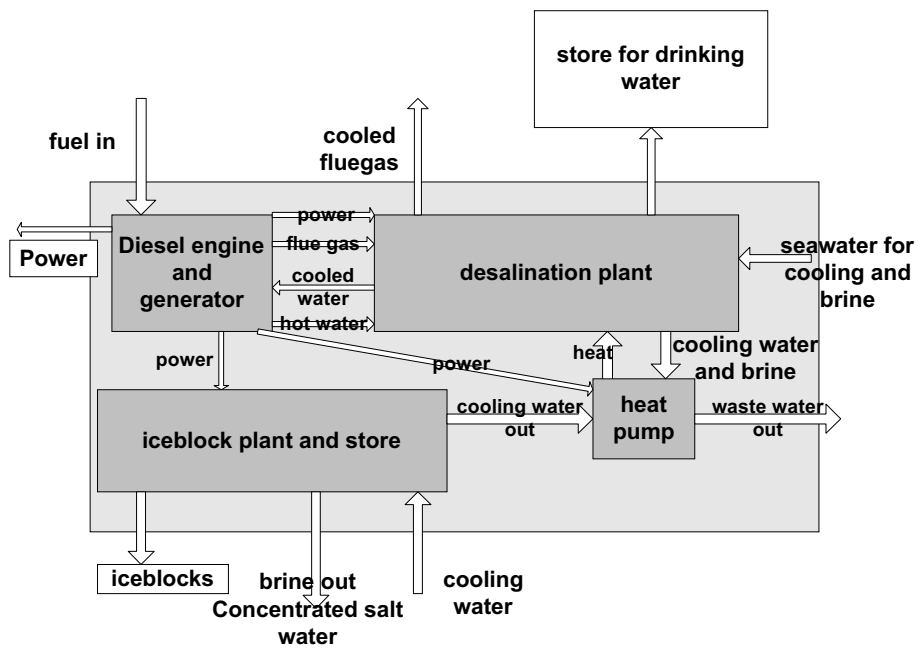 store for drinking
water
fuel in
cooled
fluegas
Power
Diesel engine
and
generator
power
flue gas
cooled
water
hot water
desalination plant
seawater for
cooling and
brine
power
power
heat
cooling water
and brine
iceblock plant and store
cooling water
out
heat
pump
waste water
out
iceblocks
brine out
Concentrated salt
water
cooling
water